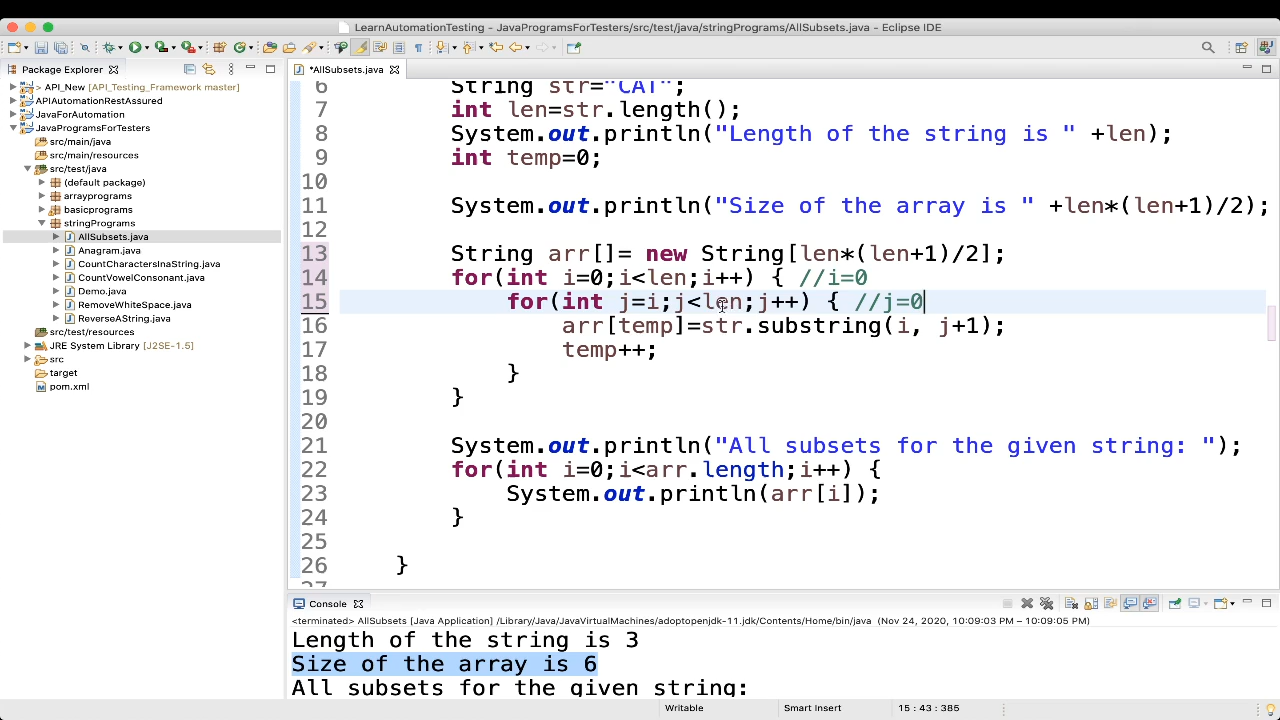 LearnAutomationTesting - JavaProgramsForTesters/src/test/java/stringPrograms/AllSubsets.java - Eclipse IDE
Package Explorer
*AllSubsets.java
> API_New [API_Testing_Framework master]
APIAutomationRestAssured
JavaForAutomation
JavaProgramsForTesters
src/main/java
src/main/resources
src/test/java
(default package)
arrayprograms
basicprograms
stringPrograms
AllSubsets.java
Anagram.java
CountCharactersInaString.java
CountVowelConsonant.java
Demo.java
RemoveWhiteSpace.java
ReverseAString.java
src/test/resources
JRE System Library [J2SE-1.5]
src
target
pom.xml
6 String str="CAT";
7 int len=str.length();
8 System.out.println("Length of the string is " +len);
9 int temp=0;
10
11 System.out.println("Size of the array is " +len*(len+1)/2);
12
13 String arr[]= new String[len*(len+1)/2];
14 for(int i=0;i<len;i++) { //i=0
15 for(int j=i;j<len;j++) { //j=0
16 arr[temp]=str.substring(i, j+1);
17 temp++;
18 }
19 }
20
21 System.out.println("All subsets for the given string: ");
22 for(int i=0;i<arr.length;i++) {
23 System.out.println(arr[i]);
24 }
25
26 }
27
Console
<terminated> AllSubsets [Java Application] /Library/Java/JavaVirtualMachines/adoptopenjdk-11.jdk/Contents/Home/bin/java (Nov 24, 2020, 10:09:03 PM – 10:09:05 PM)
Length of the string is 3
Size of the array is 6
All subsets for the given string:
Writable
Smart Insert
15 : 43 : 385